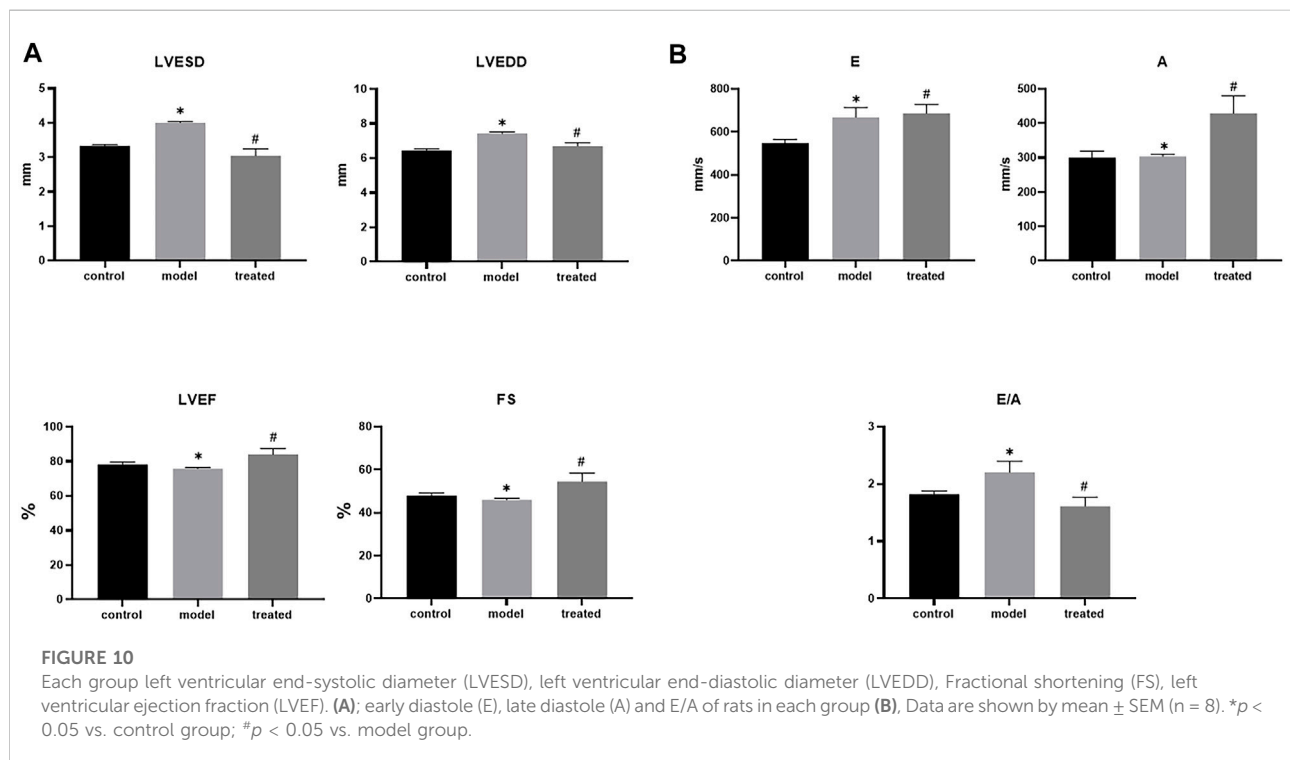 A
LVESD
5
4
3
2
1
0
mm
*
#
control model treated
LVEDD
10
8
6
4
2
0
mm
*
#
control model treated
B
E
800
600
400
200
0
mm/s
*
#
control model treated
A
500
400
300
200
100
0
mm/s
*
#
control model treated
LVEF
100
80
60
40
20
0
%
*
#
control model treated
FS
80
60
40
20
0
%
*
#
control model treated
E/A
3
2
1
0
*
#
control model treated
FIGURE 10
Each group left ventricular end-systolic diameter (LVESD), left ventricular end-diastolic diameter (LVEDD), Fractional shortening (FS), left
ventricular ejection fraction (LVEF). (A); early diastole (E), late diastole (A) and E/A of rats in each group (B), Data are shown by mean ± SEM (n = 8). *p <
0.05 vs. control group; #p < 0.05 vs. model group.